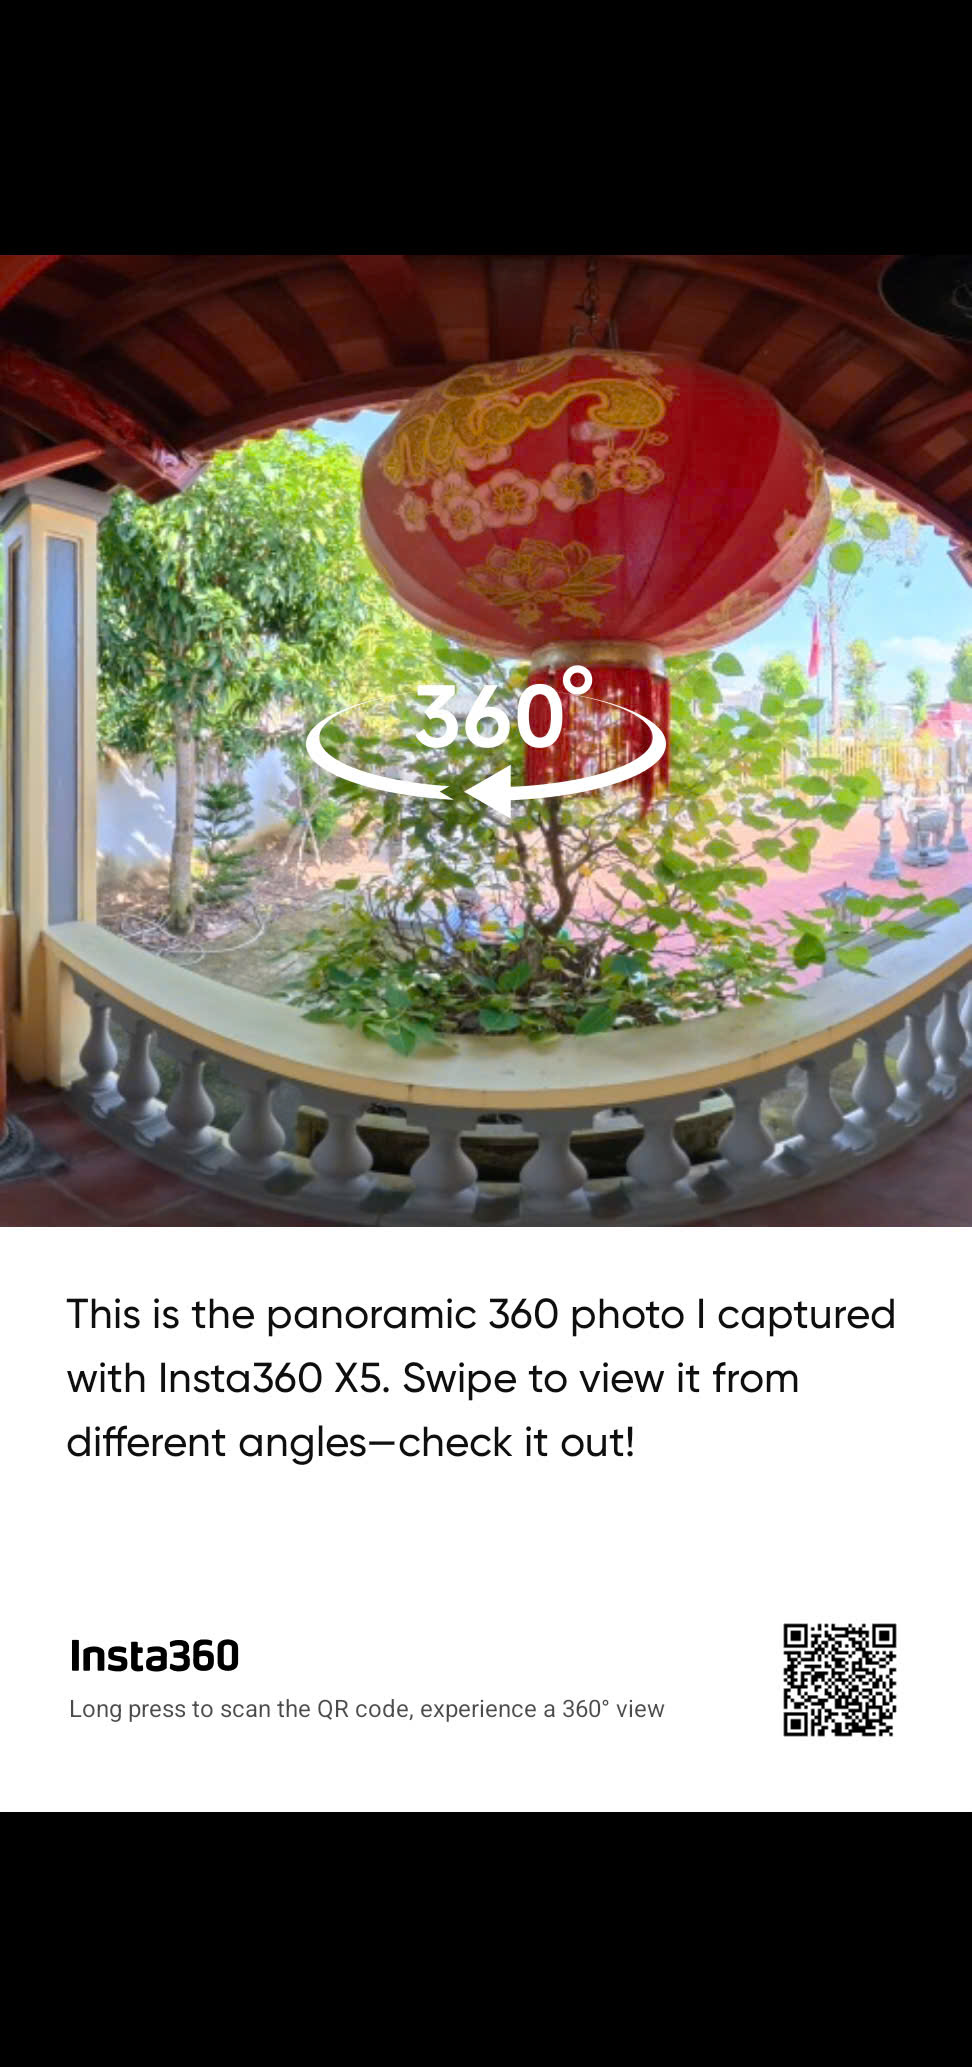 360°
This is the panoramic 360 photo I captured
with Insta360 X5. Swipe to view it from
different angles—check it out!
Insta360
Long press to scan the QR code, experience a 360° view